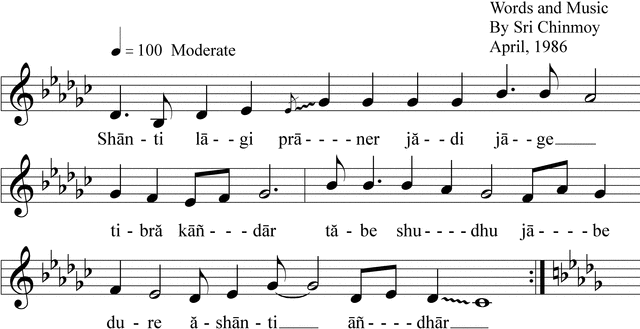 Words and Music
By Sri Chinmoy
April, 1986
= 100 Moderate
Shān - ti lā - - gi prā - - - - ner jă - di jā - ge
ti - bră kāñ - - - dār tă - be shu - - - - dhu jā - - - - be
du - re ă - shān - ti āñ - - - - dhār